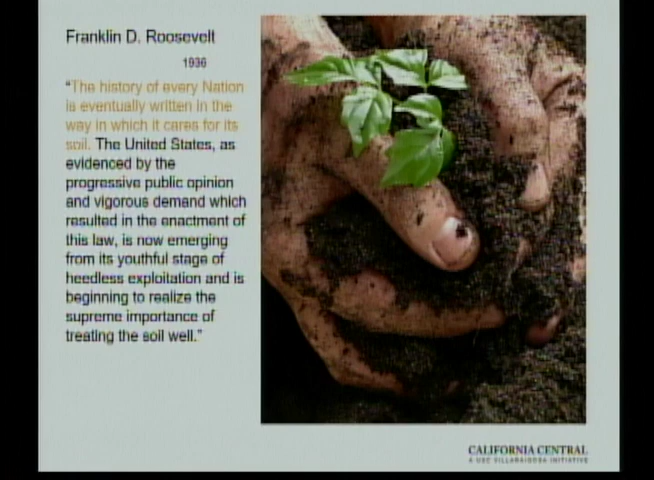 Franklin D. Roosevelt
1936
"The history of every Nation
is eventually written in the
way in which it cares for its
soil. The United States, as
evidenced by the
progressive public opinion
and vigorous demand which
resulted in the enactment of
this law, is now emerging
from its youthful stage of
heedless exploitation and is
beginning to realize the
supreme importance of
treating the soil well."
CALIFORNIA CENTRAL
A USC VILLARAIGOSA INITIATIVE